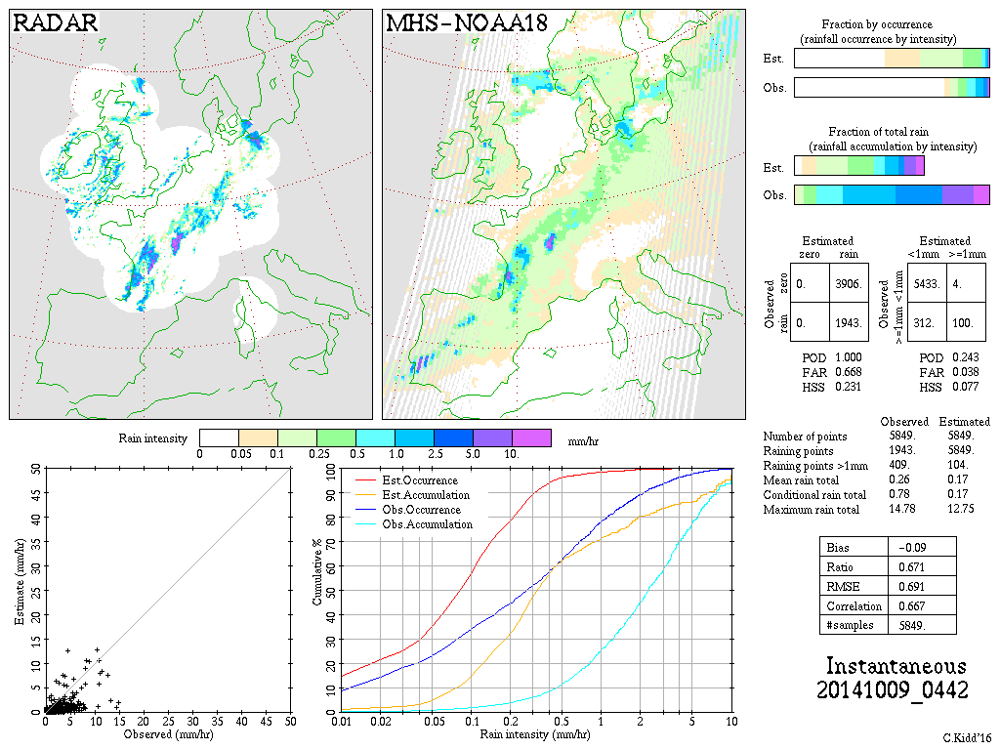 RADAR
MHS-NOAA18
Fraction by occurrence
(rainfall occurrence by intensity)
Est.
Obs.
Fraction of total rain
(rainfall accumulation by intensity)
Est.
Obs.
Estimated
zero rain
Observed
rain zero
0. 3906.
0. 1943.
Estimated
<1mm >=1mm
Observed
>=1mm <1mm
5433. 4.
312. 100.
POD 1.000
FAR 0.668
HSS 0.231
POD 0.243
FAR 0.038
HSS 0.077
Rain intensity
0 0.05 0.1 0.25 0.5 1.0 2.5 5.0 10.
mm/hr
Observed Estimated
Number of points 5849. 5849.
Raining points 1943. 5849.
Raining points >1mm 409. 104.
Mean rain total 0.26 0.17
Conditional rain total 0.78 0.17
Maximum rain total 14.78 12.75
Bias -0.09
Ratio 0.671
RMSE 0.691
Correlation 0.667
#samples 5849.
Estimate (mm/hr)
50
45
40
35
30
25
20
15
10
5
0
0 5 10 15 20 25 30 35 40 45 50
Observed (mm/hr)
Cumulative %
100
90
80
70
60
50
40
30
20
10
0
Est.Occurrence
Est.Accumulation
Obs.Occurrence
Obs.Accumulation
0.01 0.02 0.05 0.1 0.2 0.5 1 2 5 10
Rain intensity (mm/hr)
Instantaneous
20141009_0442
C.Kidd'16